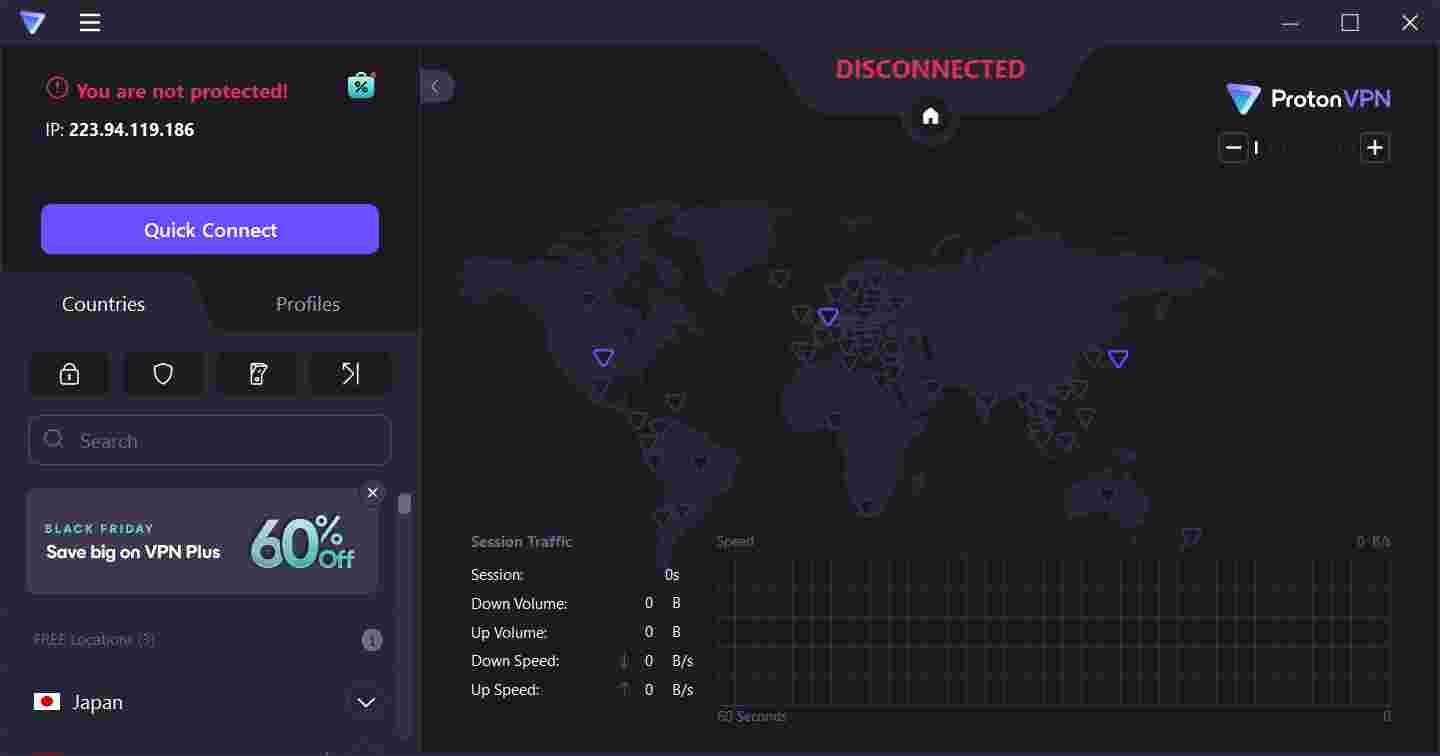 DISCONNECTED
You are not protected!
IP: 223.94.119.186
ProtonVPN
Quick Connect
Countries
Profiles
Search
BLACK FRIDAY
Save big on VPN Plus
60% Off
FREE Locations (3)
Japan
Session Traffic
Session: 0s
Down Volume: 0 B
Up Volume: 0 B
Down Speed: ↓ 0 B/s
Up Speed: ↑ 0 B/s
Speed
0 B/s
60 Seconds
0